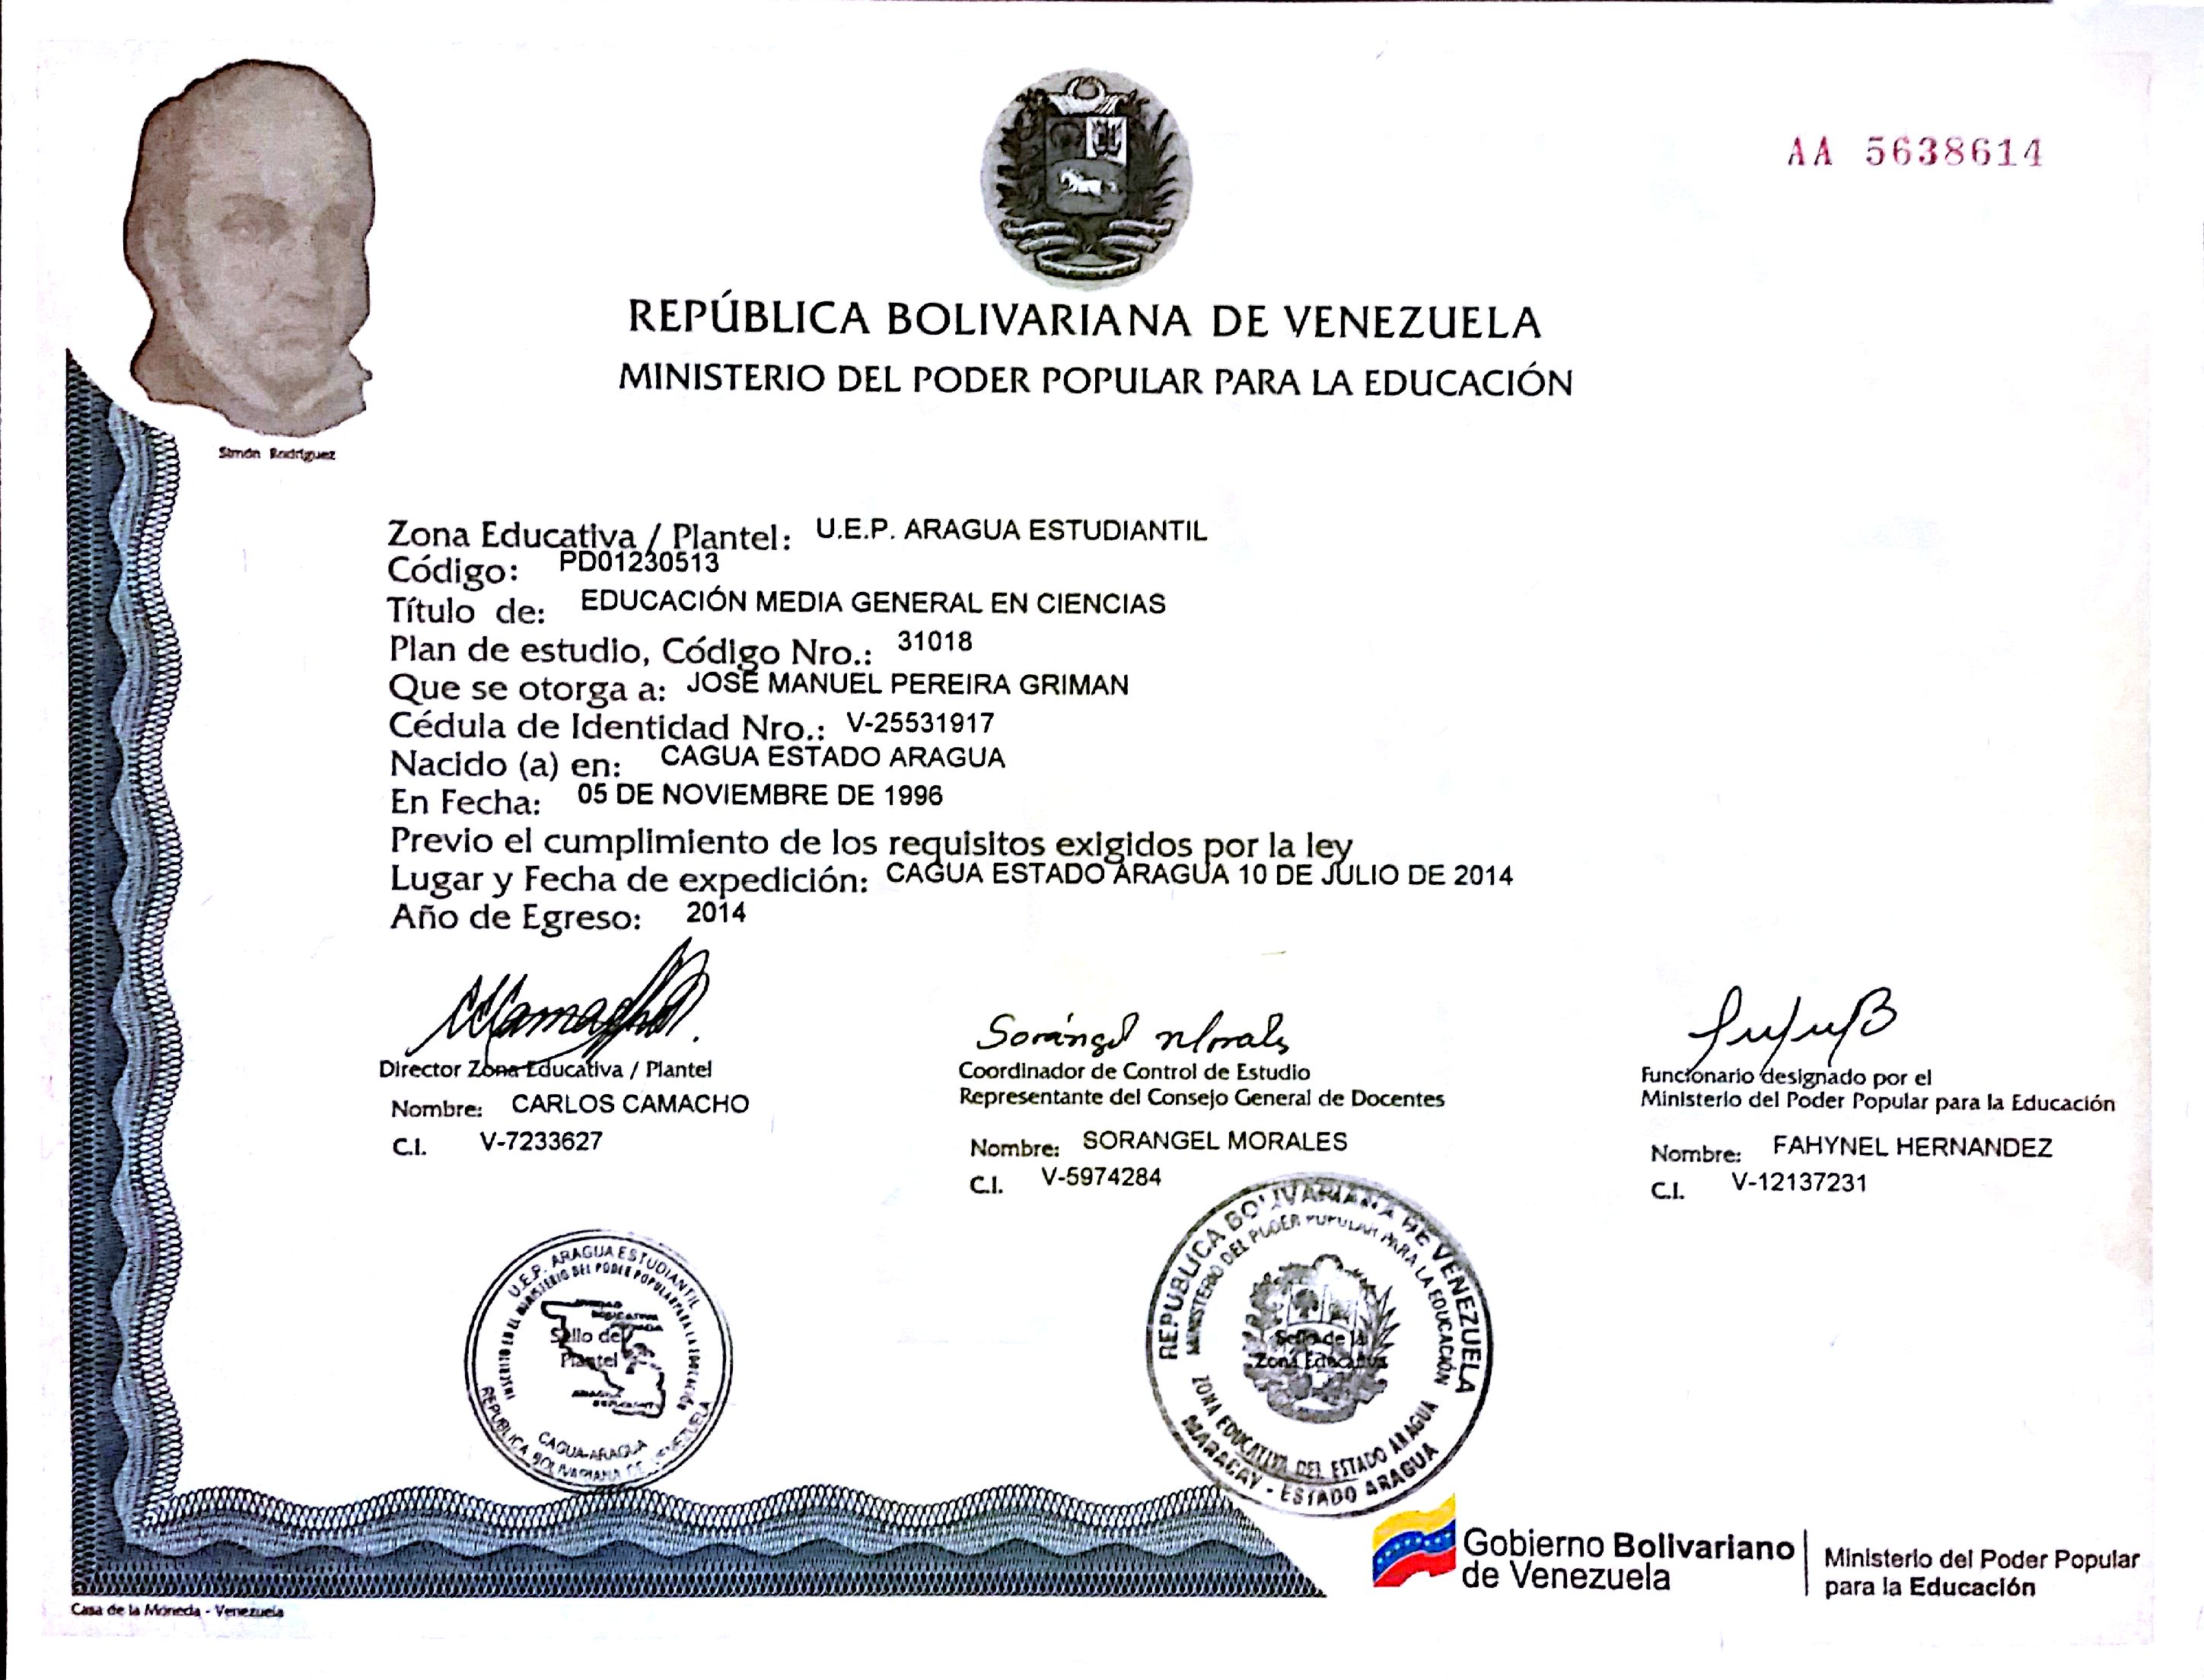 AA 5638614
Simón Rodríguez
REPÚBLICA BOLIVARIANA DE VENEZUELA
MINISTERIO DEL PODER POPULAR PARA LA EDUCACIÓN
Zona Educativa / Plantel: U.E.P. ARAGUA ESTUDIANTIL
Código: PD01230513
Título de: EDUCACIÓN MEDIA GENERAL EN CIENCIAS
Plan de estudio, Código Nro.: 31018
Que se otorga a: JOSE MANUEL PEREIRA GRIMAN
Cédula de Identidad Nro.: V-25531917
Nacido (a) en: CAGUA ESTADO ARAGUA
En Fecha: 05 DE NOVIEMBRE DE 1996
Previo el cumplimiento de los requisitos exigidos por la ley
Lugar y Fecha de expedición: CAGUA ESTADO ARAGUA 10 DE JULIO DE 2014
Año de Egreso: 2014
Director Zona Educativa / Plantel
Nombre: CARLOS CAMACHO
C.I. V-7233627
Sorángel Morales
Coordinador de Control de Estudio
Representante del Consejo General de Docentes
Nombre: SORANGEL MORALES
C.I. V-5974284
Funcionario designado por el
Ministerio del Poder Popular para la Educación
Nombre: FAHYNEL HERNANDEZ
C.I. V-12137231
U.E.P. ARAGUA ESTUDIANTIL
INSCRITO EN EL MINISTERIO DEL PODER POPULAR PARA LA EDUCACIÓN
Sello del
Plantel
CAGUA-ARAGUA
REPUBLICA BOLIVARIANA DE VENEZUELA
REPUBLICA BOLIVARIANA DE VENEZUELA
MINISTERIO DEL PODER POPULAR PARA LA EDUCACIÓN
Sello de la
Zona Educativa
ZONA EDUCATIVA DEL ESTADO ARAGUA
MARACAY - ESTADO ARAGUA
Gobierno Bolivariano
de Venezuela
Ministerio del Poder Popular
para la Educación
Casa de la Moneda - Venezuela